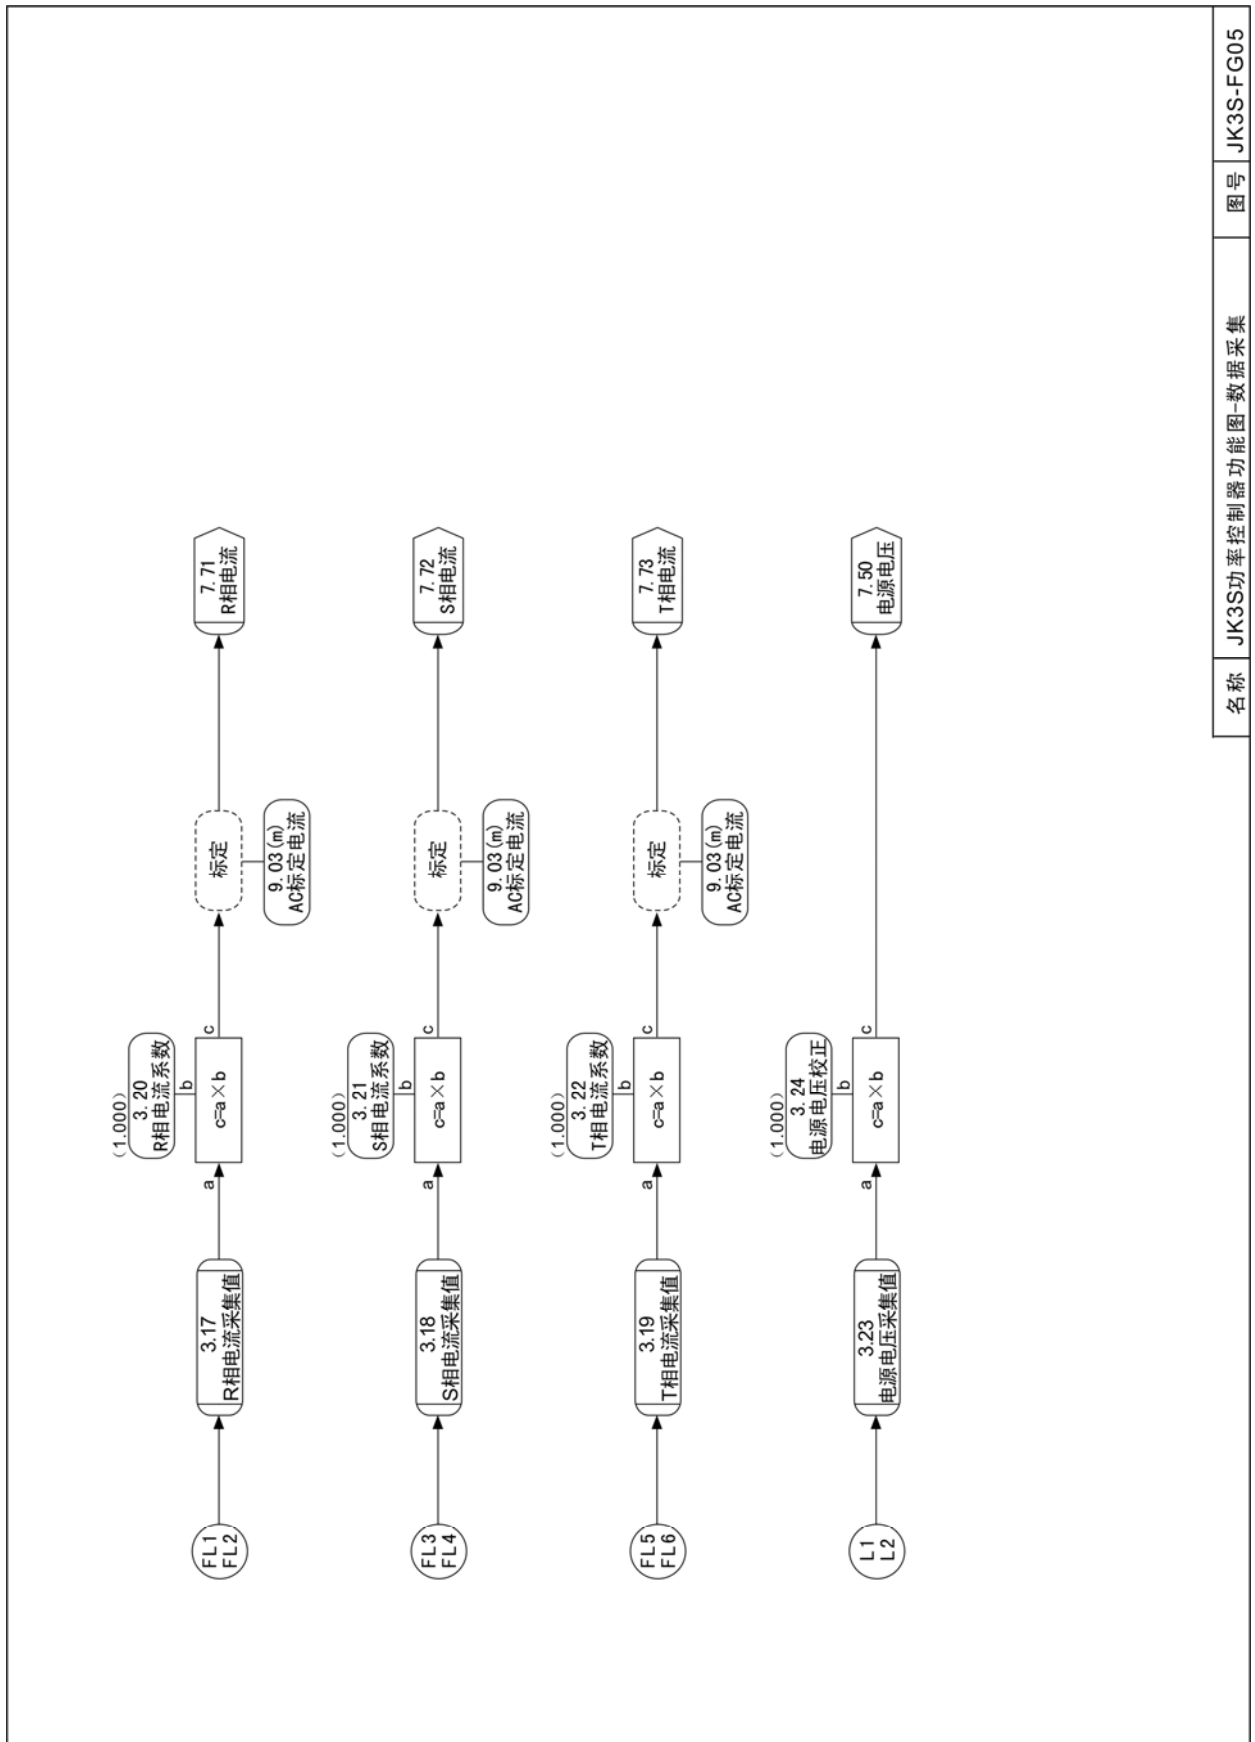 (1.000)
3.20
R相电流系数
b
FL1
FL2
3.17
R相电流采集值
a
c=a×b
c
标定
9.03(m)
AC标定电流
7.71
R相电流
(1.000)
3.21
S相电流系数
b
FL3
FL4
3.18
S相电流采集值
a
c=a×b
c
标定
9.03(m)
AC标定电流
7.72
S相电流
(1.000)
3.22
T相电流系数
b
FL5
FL6
3.19
T相电流采集值
a
c=a×b
c
标定
9.03(m)
AC标定电流
7.73
T相电流
(1.000)
3.24
电源电压校正
b
L1
L2
3.23
电源电压采集值
a
c=a×b
c
7.50
电源电压
名称 JK3S功率控制器功能图-数据采集 图号 JK3S-FG05